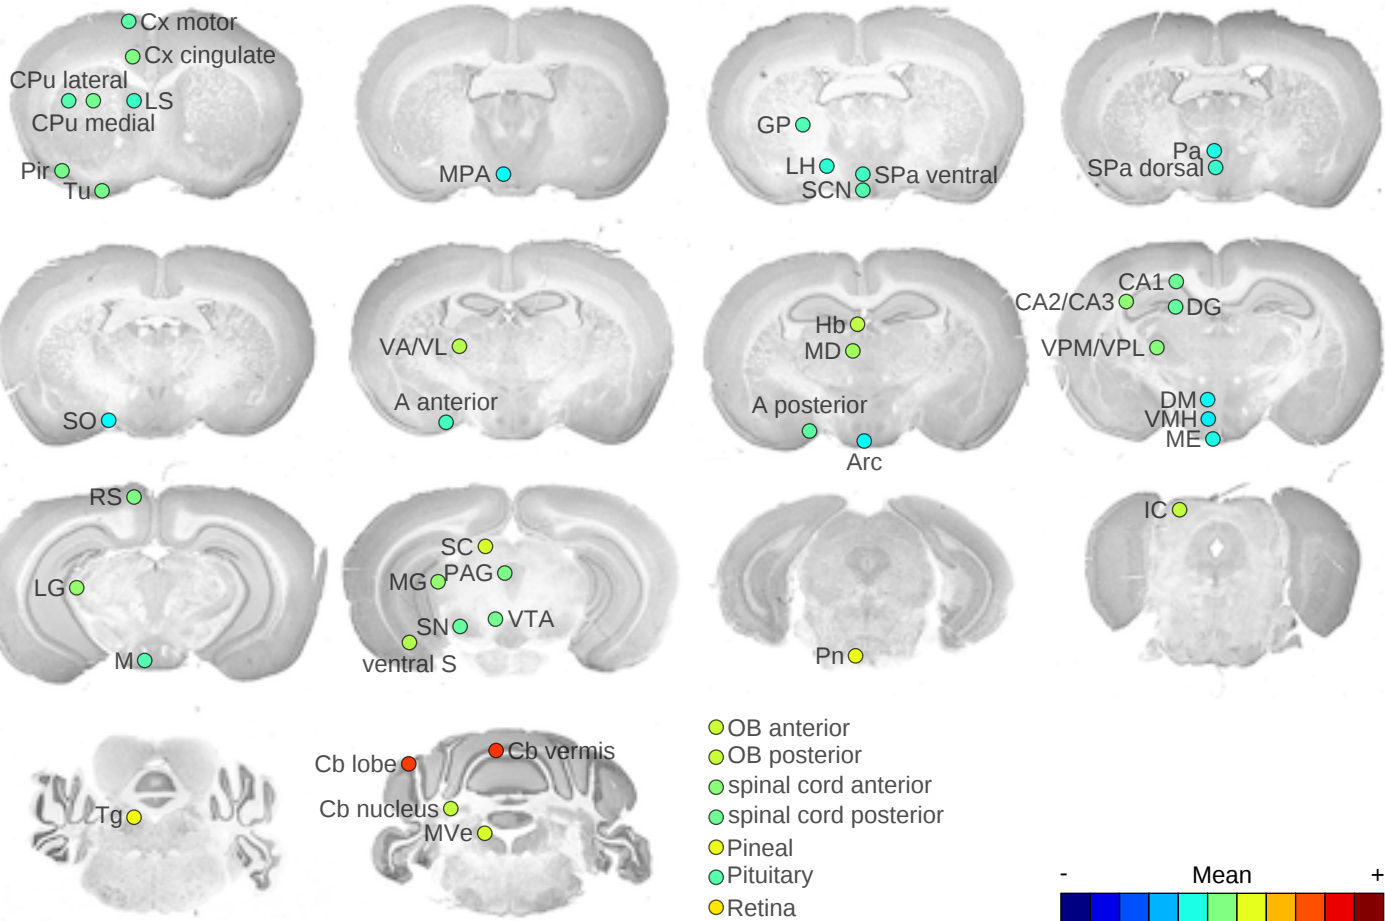 Cx motor
Cx cingulate
CPu lateral
LS
CPu medial
Pir
Tu
MPA
GP
LH
SPa ventral
SCN
Pa
SPa dorsal
SO
VA/VL
A anterior
Hb
MD
A posterior
Arc
CA1
CA2/CA3
DG
VPM/VPL
DM
VMH
ME
RS
LG
M
SC
MG
PAG
SN
VTA
ventral S
Pn
IC
Tg
Cb lobe
Cb vermis
Cb nucleus
MVe
OB anterior
OB posterior
spinal cord anterior
spinal cord posterior
Pineal
Pituitary
Retina
- Mean +